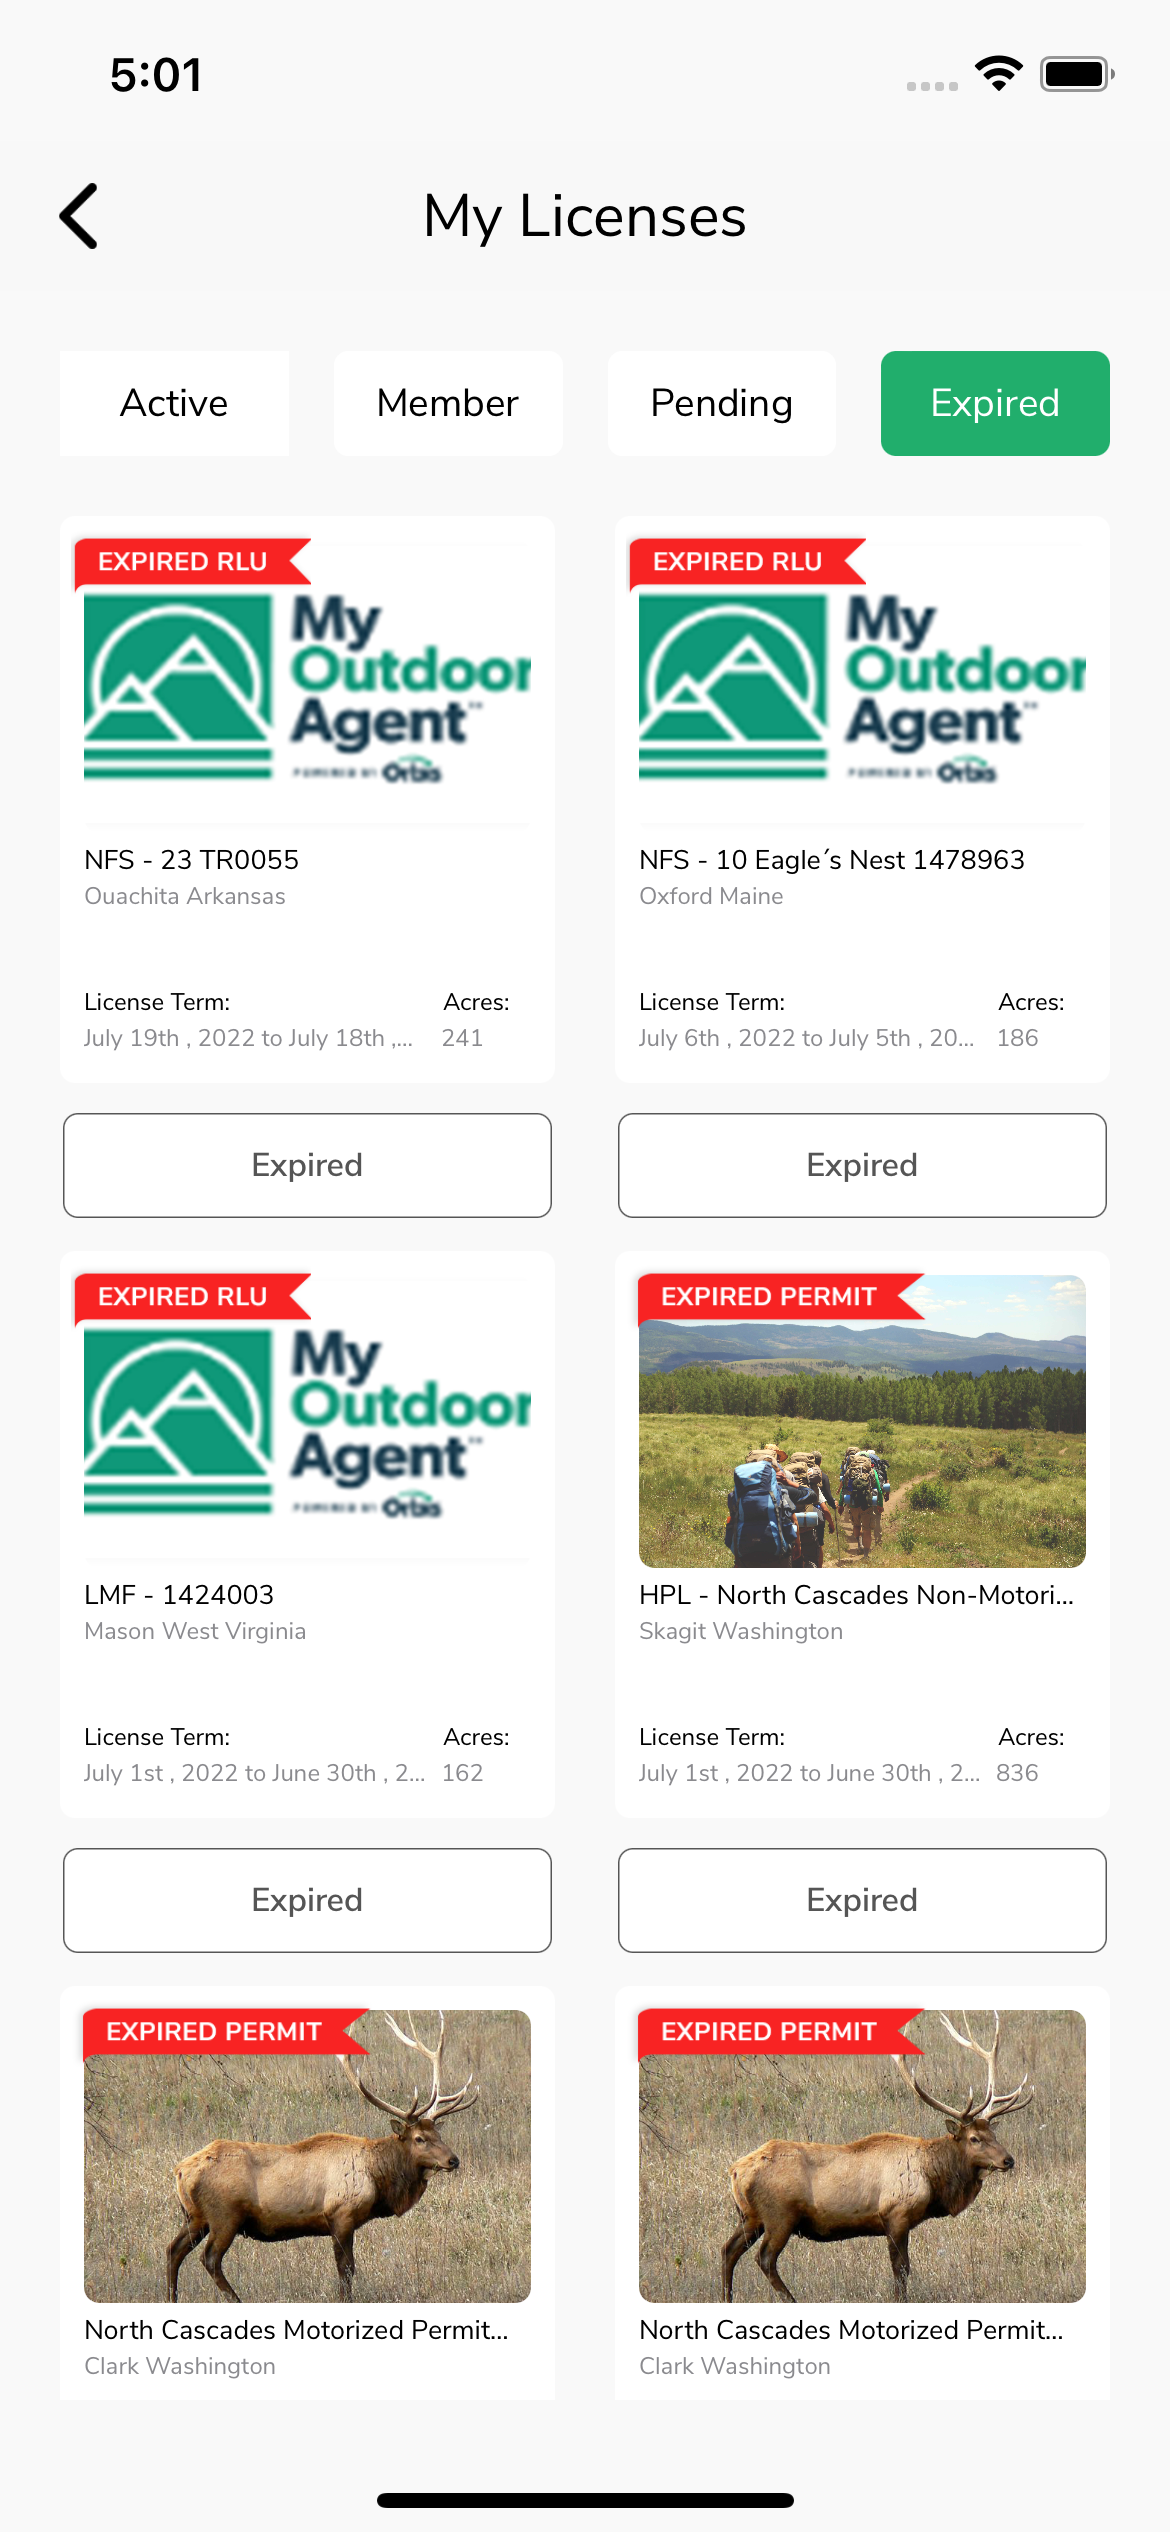 5:01
My Licenses
Active
Member
Pending
Expired
EXPIRED RLU
My
Outdoor
Agent™
POWERED BY Orbis
NFS - 23 TR0055
Ouachita Arkansas
License Term:
Acres:
July 19th , 2022 to July 18th ,...
241
Expired
EXPIRED RLU
My
Outdoor
Agent™
POWERED BY Orbis
NFS - 10 Eagle´s Nest 1478963
Oxford Maine
License Term:
Acres:
July 6th , 2022 to July 5th , 20...
186
Expired
EXPIRED RLU
My
Outdoor
Agent™
POWERED BY Orbis
LMF - 1424003
Mason West Virginia
License Term:
Acres:
July 1st , 2022 to June 30th , 2...
162
Expired
EXPIRED PERMIT
HPL - North Cascades Non-Motori...
Skagit Washington
License Term:
Acres:
July 1st , 2022 to June 30th , 2...
836
Expired
EXPIRED PERMIT
North Cascades Motorized Permit...
Clark Washington
EXPIRED PERMIT
North Cascades Motorized Permit...
Clark Washington